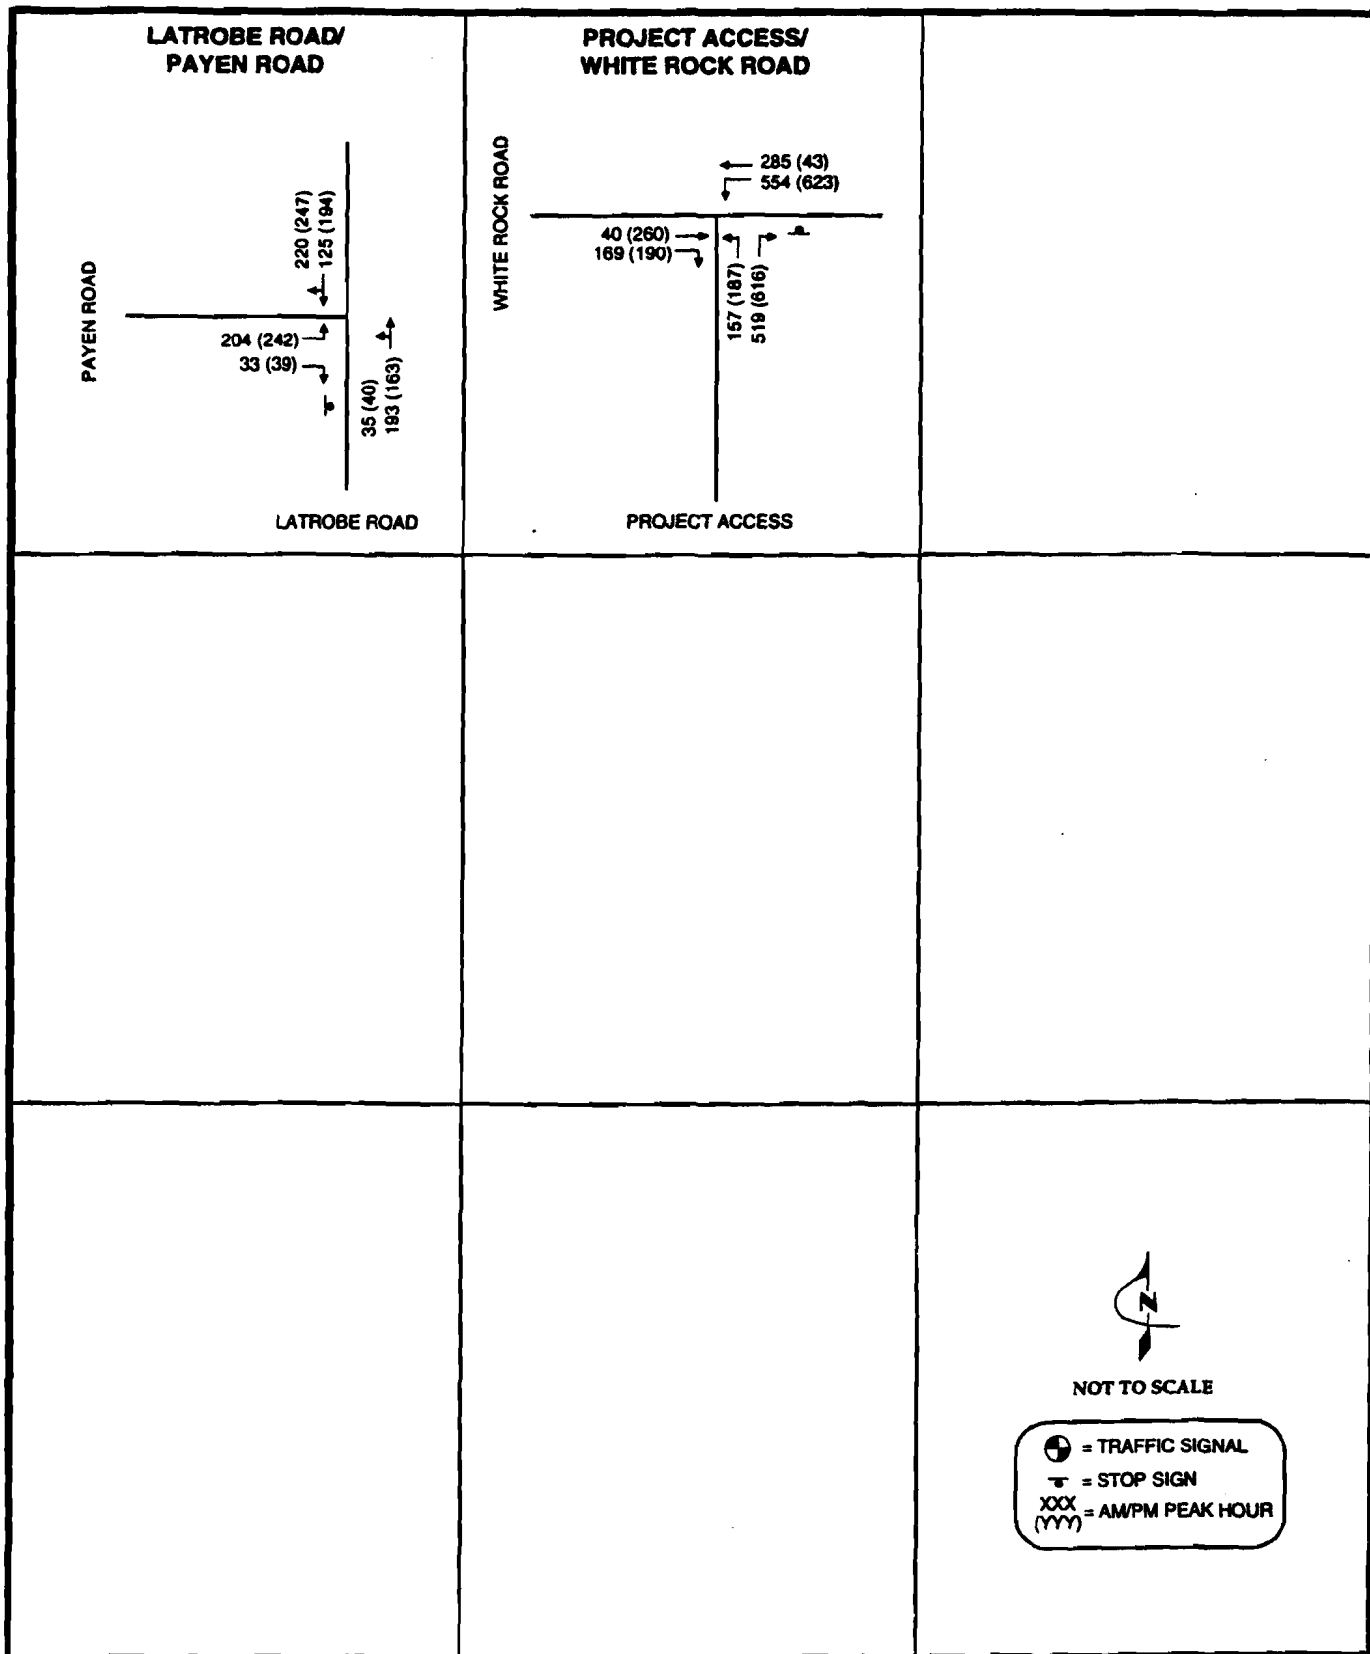 LATROBE ROAD/
PAYEN ROAD
220 (247)
125 (194)
PAYEN ROAD
204 (242)
33 (39)
35 (40)
193 (163)
LATROBE ROAD
PROJECT ACCESS/
WHITE ROCK ROAD
WHITE ROCK ROAD
285 (43)
554 (623)
40 (260)
169 (190)
157 (187)
519 (616)
PROJECT ACCESS
N
NOT TO SCALE
= TRAFFIC SIGNAL
= STOP SIGN
XXX
(YYY) = AM/PM PEAK HOUR